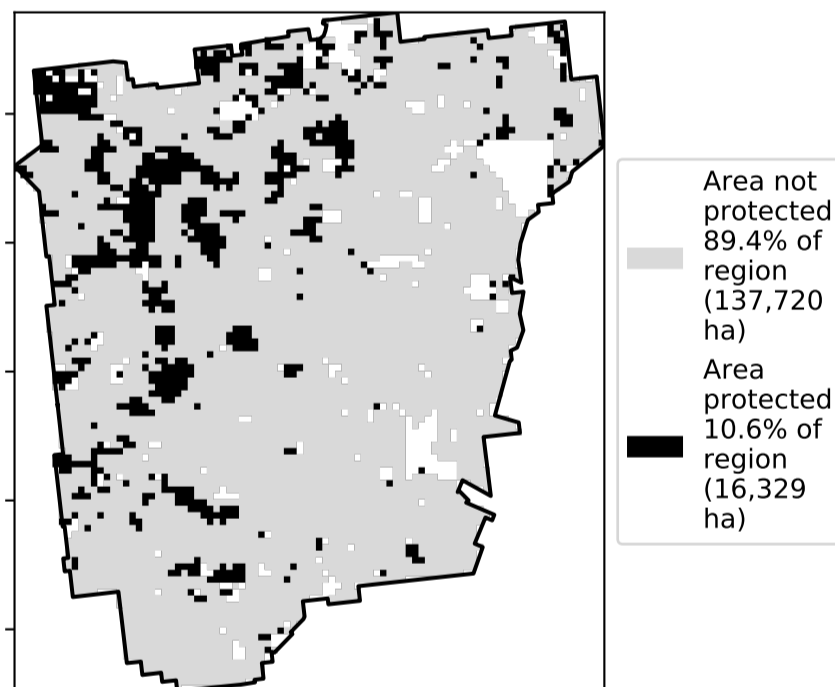 Area not
protected
89.4% of
region
(137,720
ha)
Area
protected
10.6% of
region
(16,329
ha)